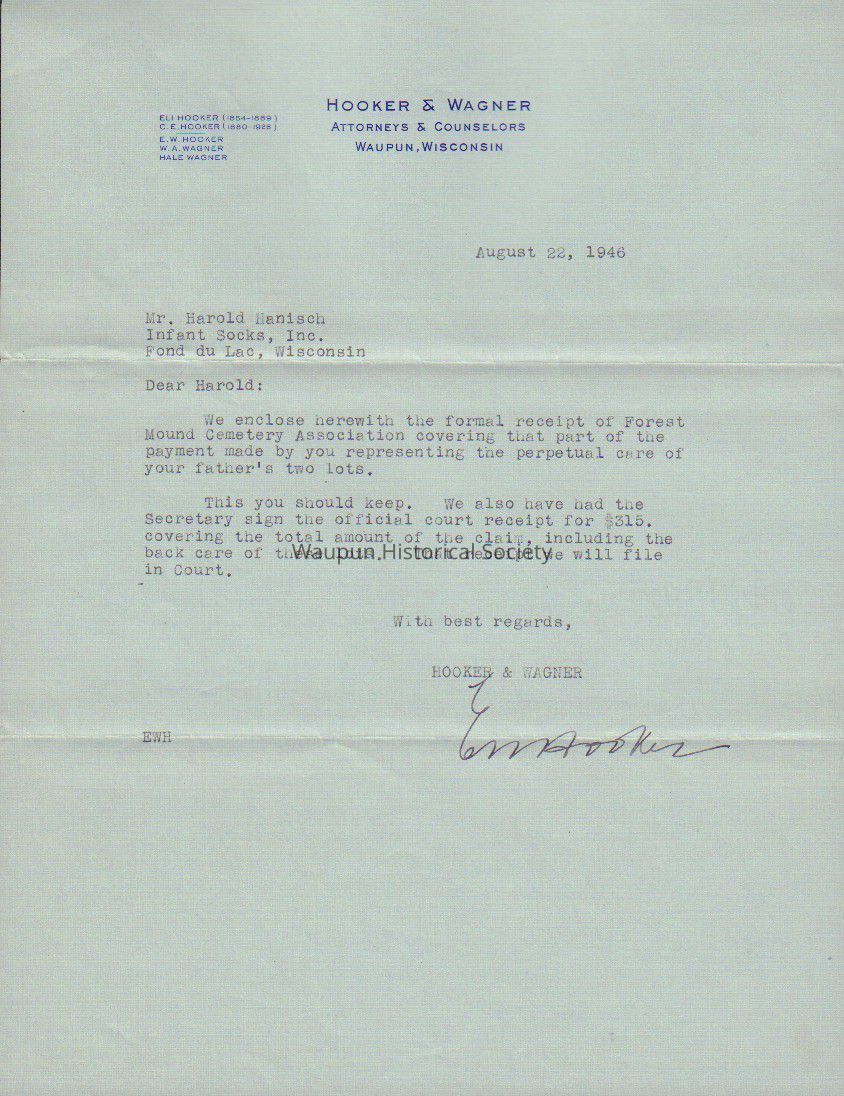 HOOKER & WAGNER
ATTORNEYS & COUNSELORS
WAUPUN, WISCONSIN
ELI HOOKER (1854-1889)
C. E. HOOKER (1880-1928)
E. W. HOOKER
W. A. WAGNER
HALE WAGNER
August 22, 1946
Mr. Harold Hanisch
Infant Socks, Inc.
Fond du Lac, Wisconsin
Dear Harold:
We enclose herewith the formal receipt of Forest
Mound Cemetery Association covering that part of the
payment made by you representing the perpetual care of
your father's two lots.
This you should keep. We also have had the
Secretary sign the official court receipt for $315.
covering the total amount of the claim, including the
back care of we will file
Waupun Historical Society
in Court.
With best regards,
HOOKER & WAGNER
EWH
EW Hooker